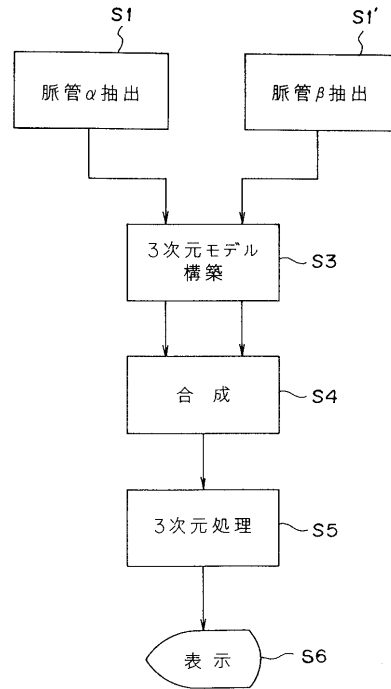 S1
S1'
脈管α抽出
脈管β抽出
3次元モデル
構築
S3
合成
S4
3次元処理
S5
表示
S6